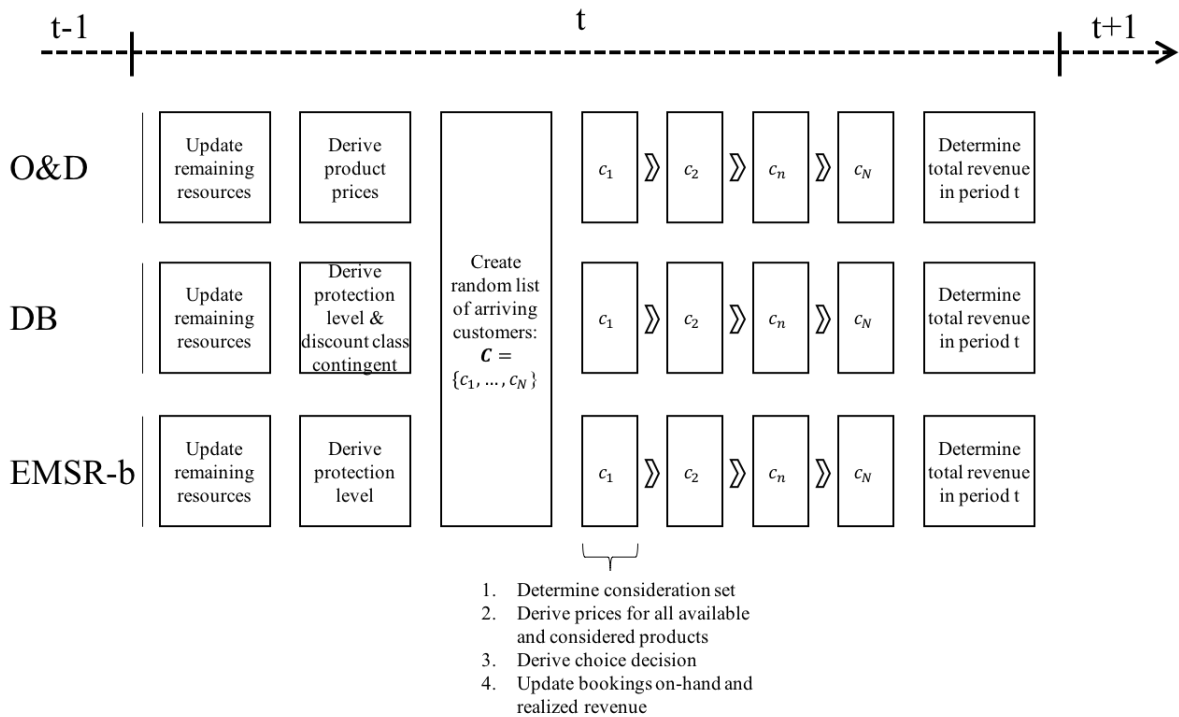 t-1
t
t+1
O&D
Update
remaining
resources
Derive
product
prices
c₁
c₂
cₙ
c_N
Determine
total revenue
in period t
DB
Update
remaining
resources
Derive
protection
level &
discount class
contingent
Create
random list
of arriving
customers:
C =
{c₁, … , c_N}
c₁
c₂
cₙ
c_N
Determine
total revenue
in period t
EMSR-b
Update
remaining
resources
Derive
protection
level
c₁
c₂
cₙ
c_N
Determine
total revenue
in period t
1. Determine consideration set
2. Derive prices for all available
and considered products
3. Derive choice decision
4. Update bookings on-hand and
realized revenue